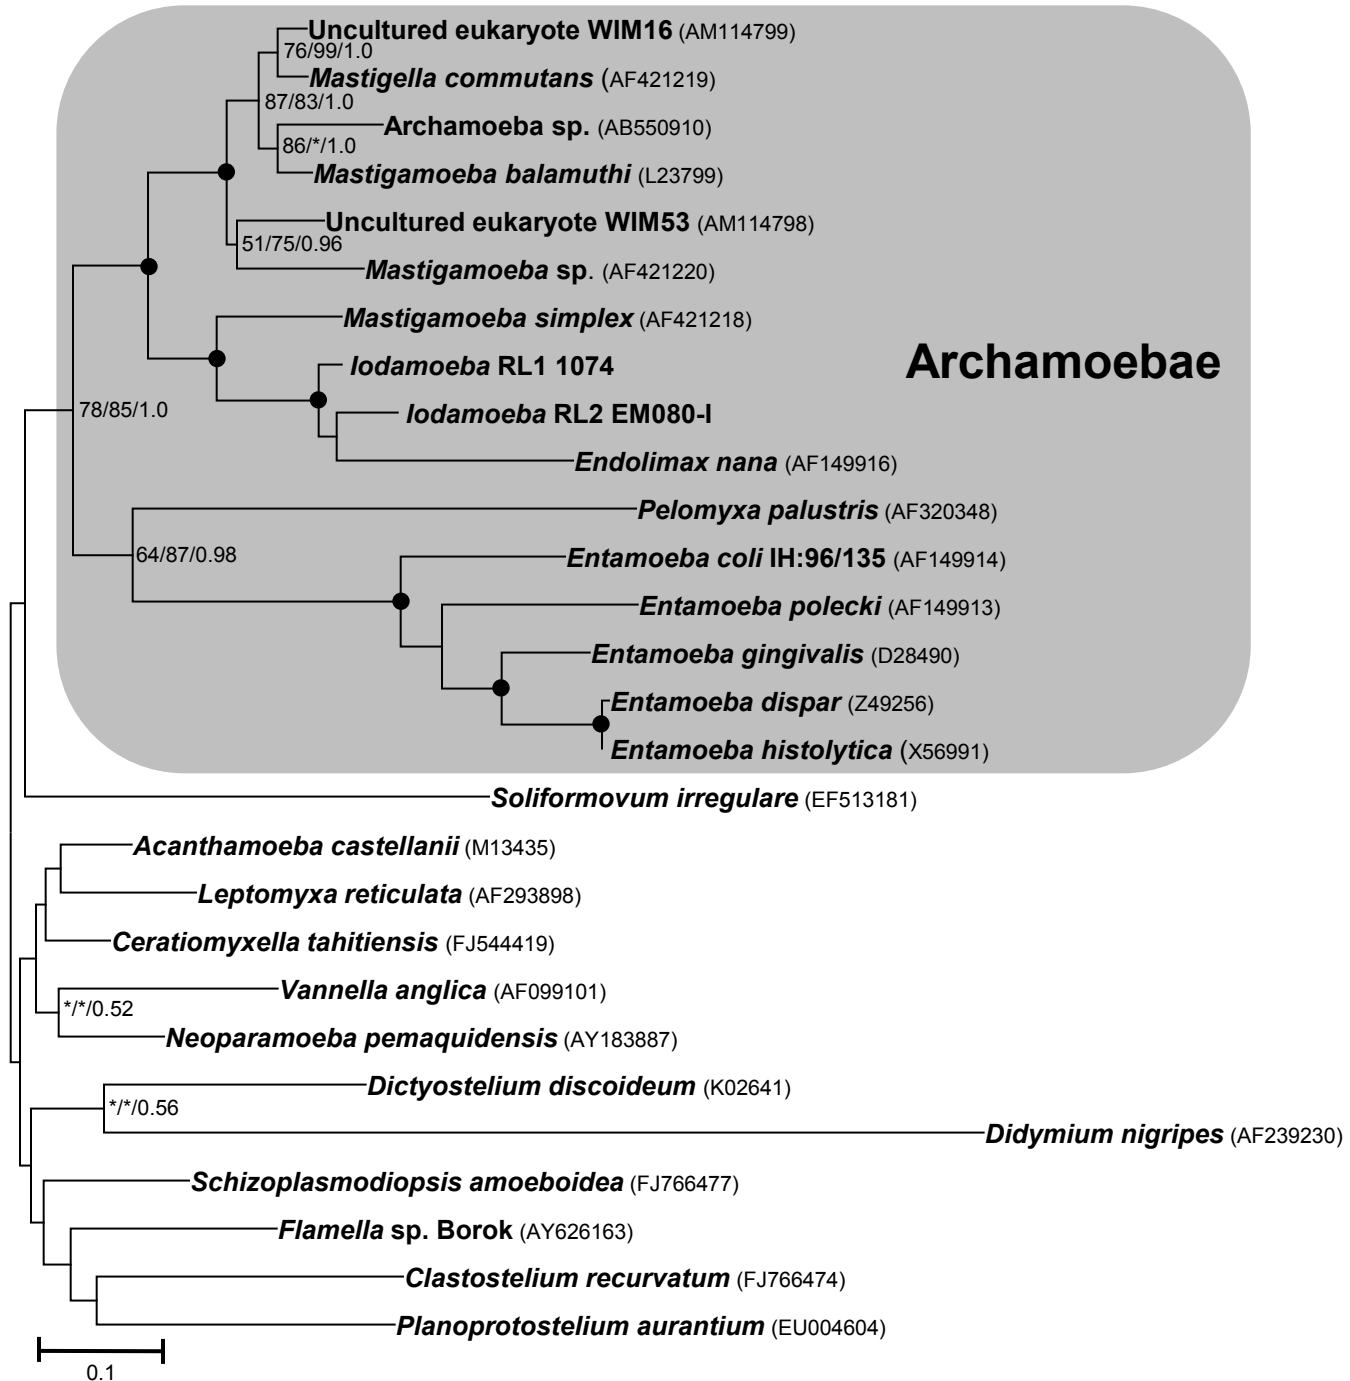 Uncultured eukaryote WIM16 (AM114799)
76/99/1.0
Mastigella commutans (AF421219)
87/83/1.0
Archamoeba sp. (AB550910)
86/*/1.0
Mastigamoeba balamuthi (L23799)
Uncultured eukaryote WIM53 (AM114798)
51/75/0.96
Mastigamoeba sp. (AF421220)
Mastigamoeba simplex (AF421218)
Archamoebae
Iodamoeba RL1 1074
78/85/1.0
Iodamoeba RL2 EM080-I
Endolimax nana (AF149916)
Pelomyxa palustris (AF320348)
64/87/0.98
Entamoeba coli IH:96/135 (AF149914)
Entamoeba polecki (AF149913)
Entamoeba gingivalis (D28490)
Entamoeba dispar (Z49256)
Entamoeba histolytica (X56991)
Soliformovum irregulare (EF513181)
Acanthamoeba castellanii (M13435)
Leptomyxa reticulata (AF293898)
Ceratiomyxella tahitiensis (FJ544419)
Vannella anglica (AF099101)
*/*/0.52
Neoparamoeba pemaquidensis (AY183887)
Dictyostelium discoideum (K02641)
*/*/0.56
Didymium nigripes (AF239230)
Schizoplasmodiopsis amoeboidea (FJ766477)
Flamella sp. Borok (AY626163)
Clastostelium recurvatum (FJ766474)
Planoprotostelium aurantium (EU004604)
0.1